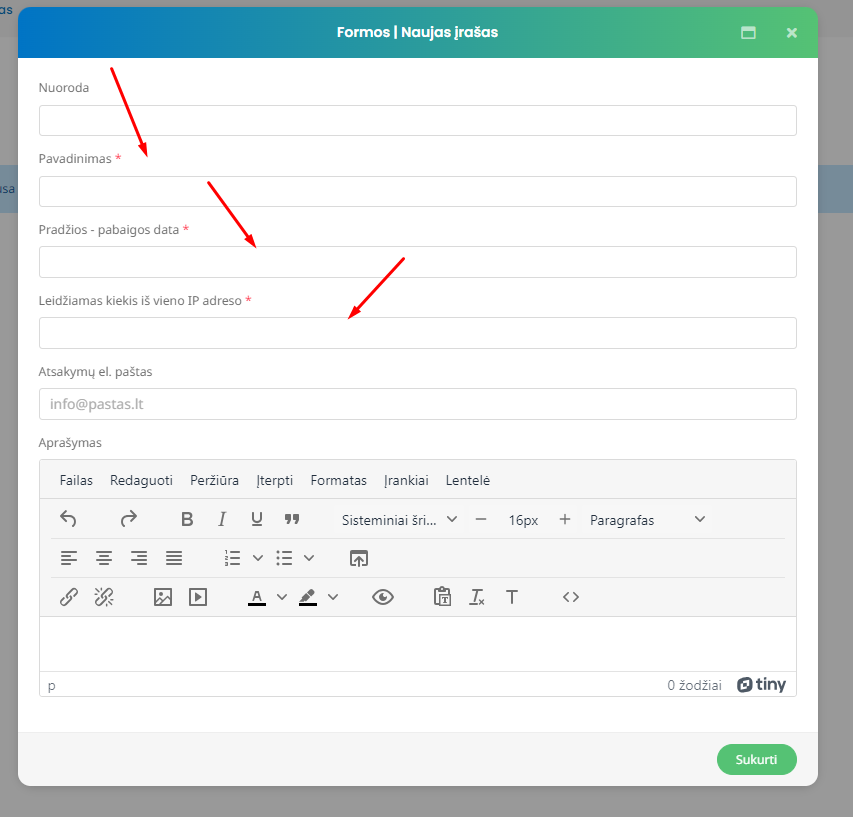 as
Formos | Naujas įrašas
Nuoroda
Pavadinimas *
usa
Pradžios - pabaigos data *
Leidžiamas kiekis iš vieno IP adreso *
Atsakymų el. paštas
info@pastas.lt
Aprašymas
Failas Redaguoti Peržiūra Įterpti Formatas Įrankiai Lentelė
B I U Sisteminiai šri... 16px Paragrafas
A T
p 0 žodžiai tiny
Sukurti